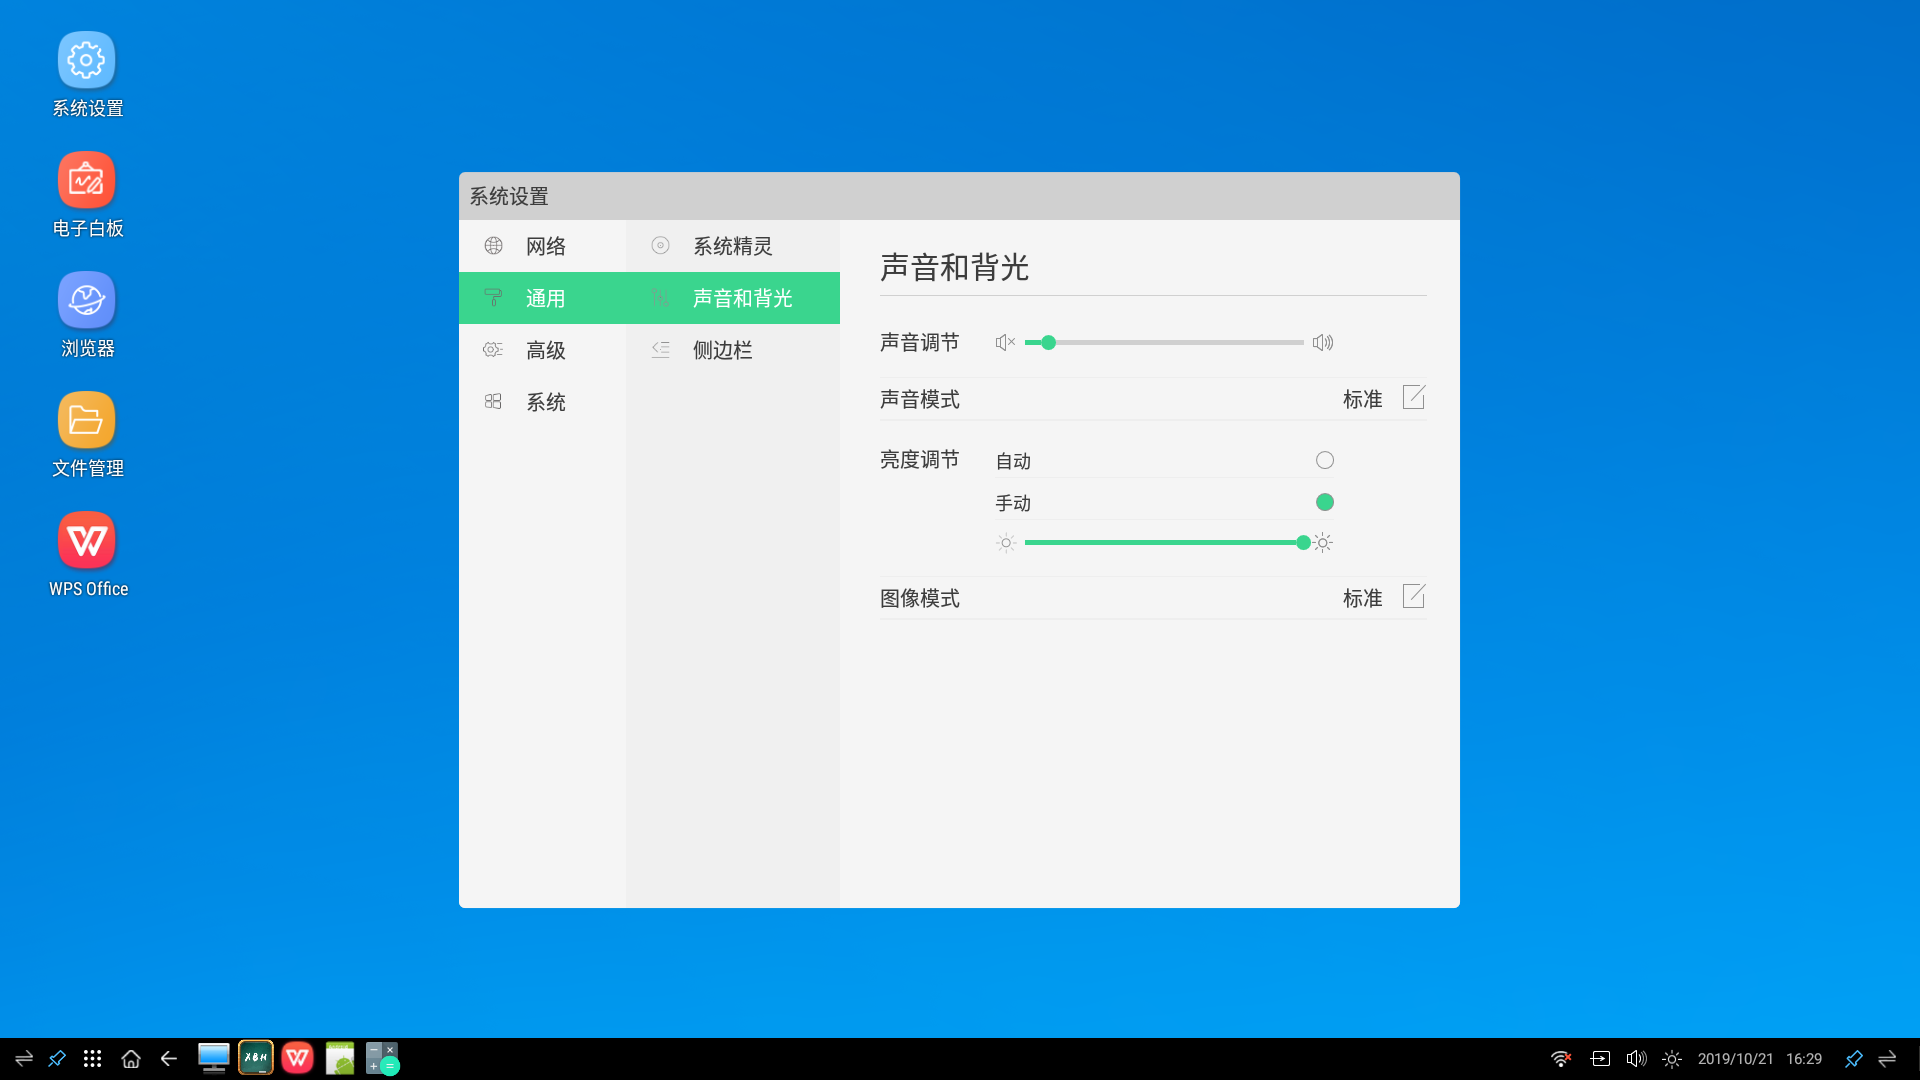 系统设置
电子白板
浏览器
文件管理
WPS Office
系统设置
网络
通用
高级
系统
系统精灵
声音和背光
侧边栏
声音和背光
声音调节
声音模式 标准
亮度调节 自动
手动
图像模式 标准
XBH
2019/10/21 16:29